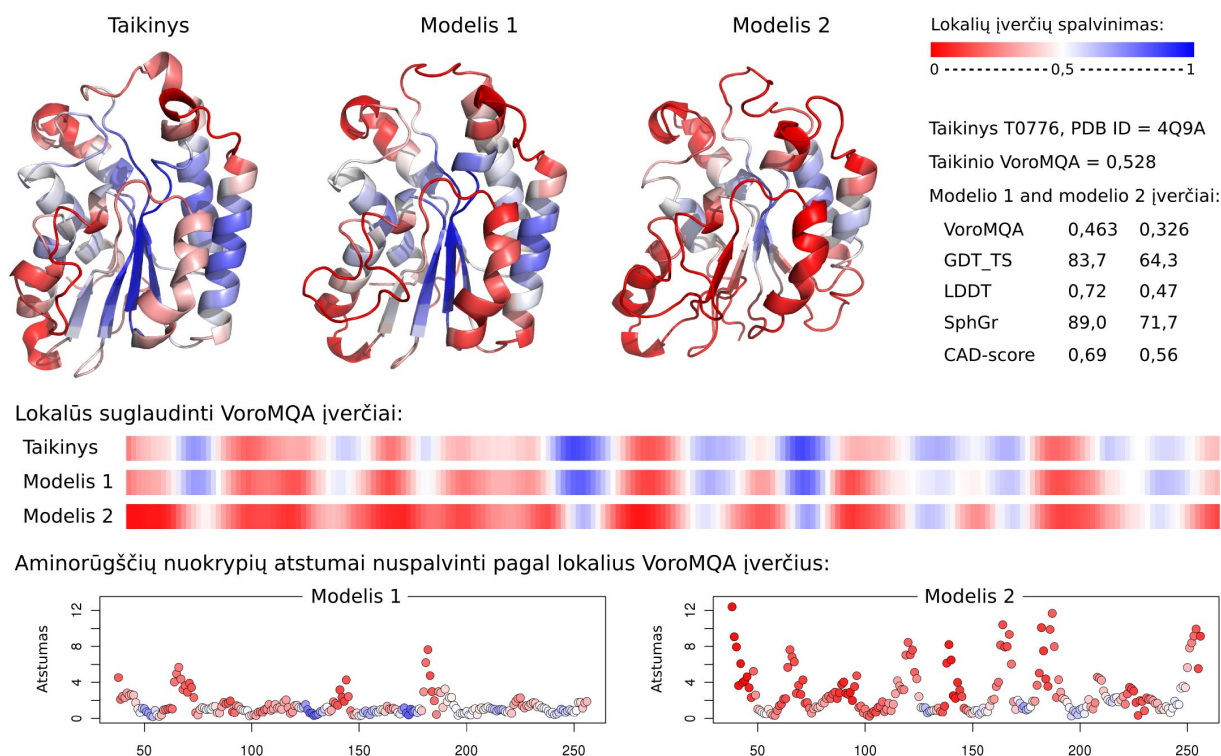 Taikinys
Modelis 1
Modelis 2
Lokalių įverčių spalvinimas:
0 0,5 1
Taikinys T0776, PDB ID = 4Q9A
Taikinio VoroMQA = 0,528
Modelio 1 and modelio 2 įverčiai:
VoroMQA 0,463 0,326
GDT_TS 83,7 64,3
LDDT 0,72 0,47
SphGr 89,0 71,7
CAD-score 0,69 0,56
Lokalūs suglaudinti VoroMQA įverčiai:
Taikinys
Modelis 1
Modelis 2
Aminorūgščių nuokrypių atstumai nuspalvinti pagal lokalius VoroMQA įverčius:
Modelis 1
Atstumas
12
8
4
0
50 100 150 200 250
Modelis 2
Atstumas
12
8
4
0
50 100 150 200 250